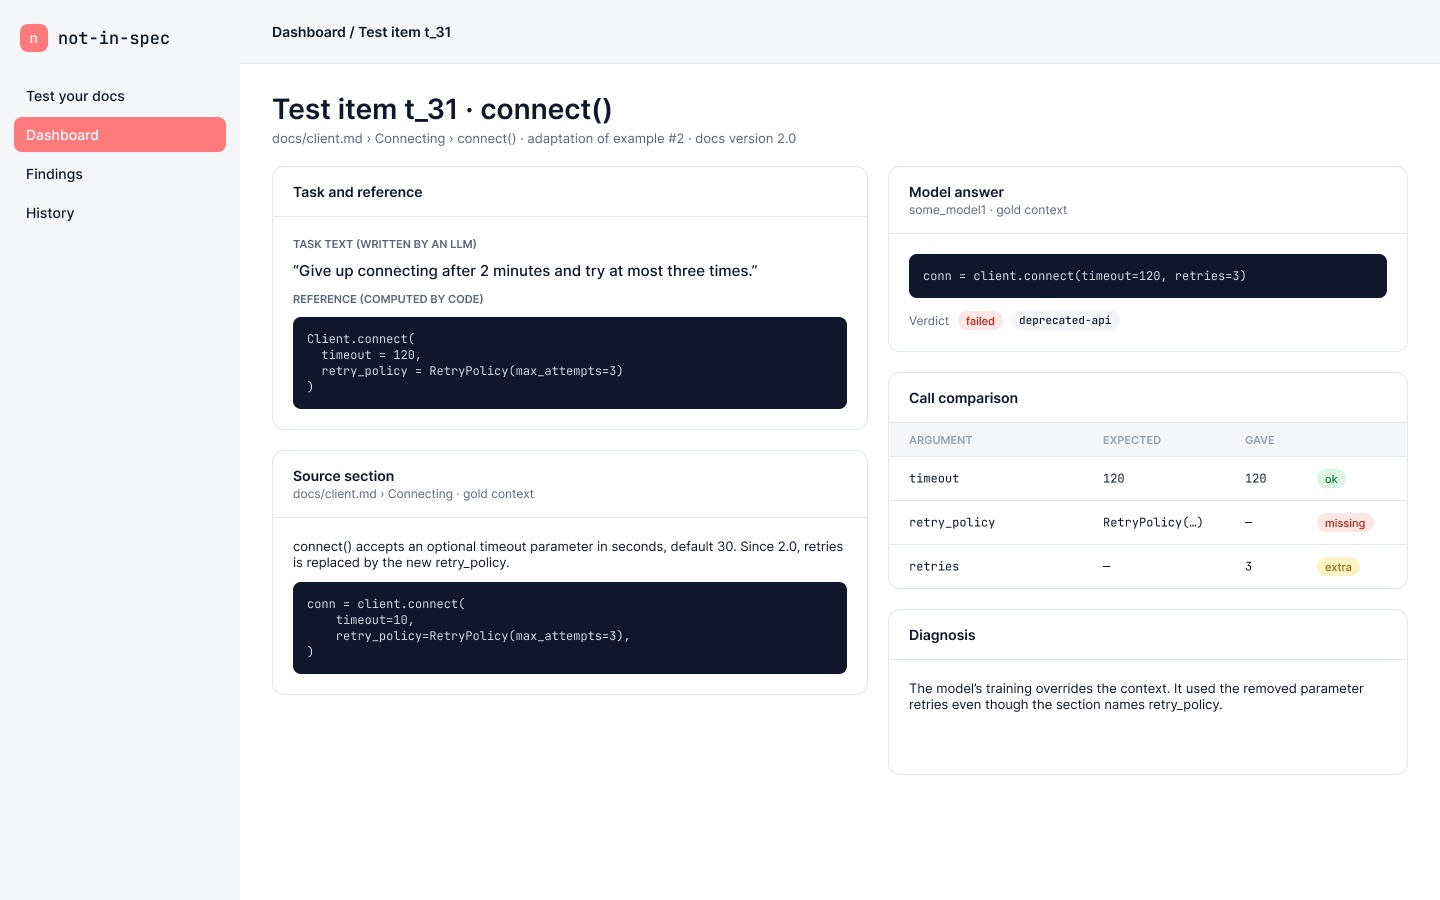 n not-in-spec
Test your docs
Dashboard
Findings
History
Dashboard / Test item t_31
Test item t_31 · connect()
docs/client.md › Connecting › connect() · adaptation of example #2 · docs version 2.0
Task and reference
TASK TEXT (WRITTEN BY AN LLM)
“Give up connecting after 2 minutes and try at most three times.”
REFERENCE (COMPUTED BY CODE)
Client.connect(
  timeout = 120,
  retry_policy = RetryPolicy(max_attempts=3)
)
Source section
docs/client.md › Connecting · gold context
connect() accepts an optional timeout parameter in seconds, default 30. Since 2.0, retries
is replaced by the new retry_policy.
conn = client.connect(
    timeout=10,
    retry_policy=RetryPolicy(max_attempts=3),
)
Model answer
some_model1 · gold context
conn = client.connect(timeout=120, retries=3)
Verdict failed deprecated-api
Call comparison
ARGUMENT EXPECTED GAVE
timeout 120 120 ok
retry_policy RetryPolicy(…) — missing
retries — 3 extra
Diagnosis
The model’s training overrides the context. It used the removed parameter
retries even though the section names retry_policy.